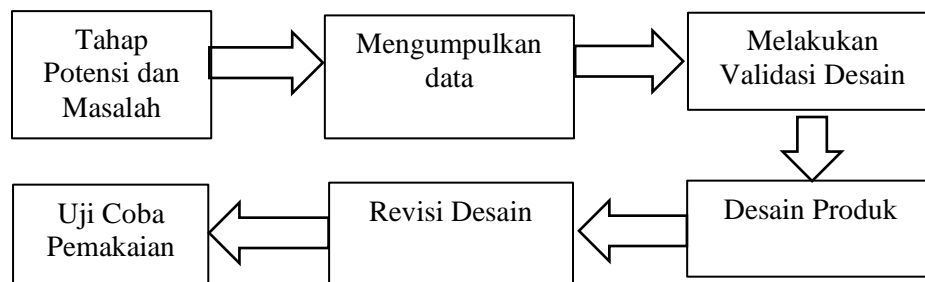 Tahap
Potensi dan
Masalah
Mengumpulkan
data
Melakukan
Validasi Desain
Desain Produk
Revisi Desain
Uji Coba
Pemakaian